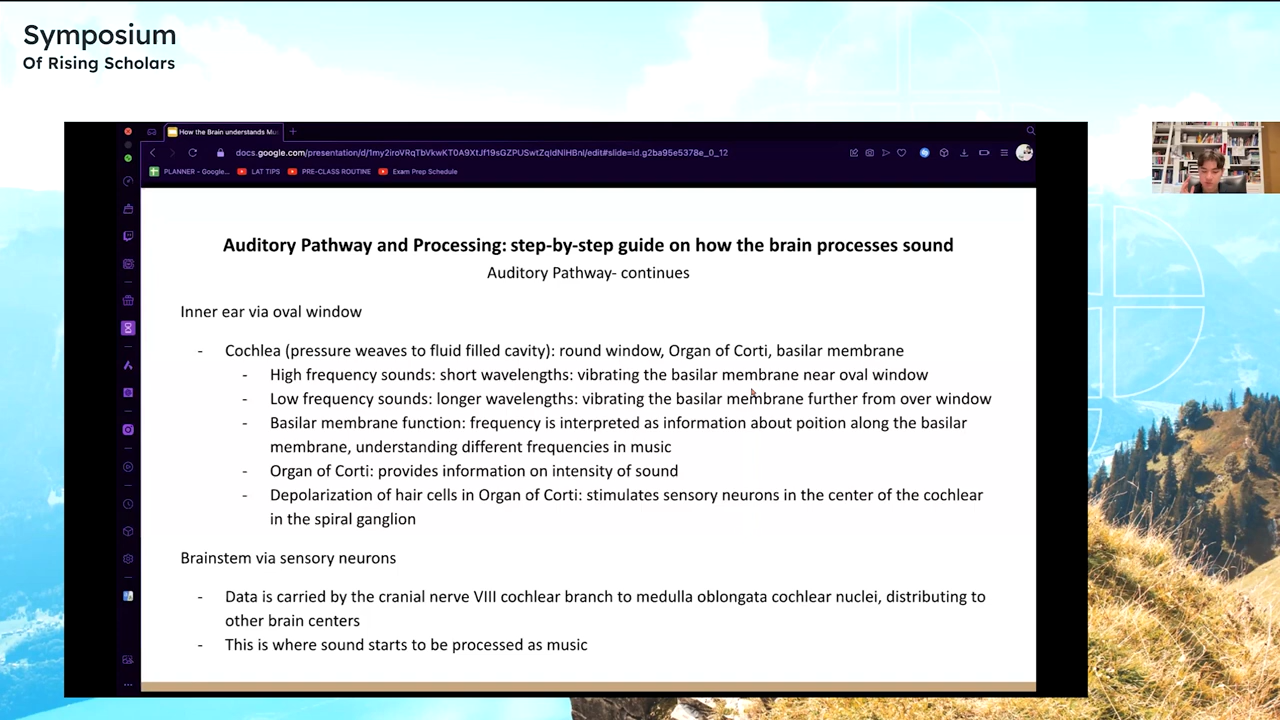 Symposium
Of Rising Scholars
How the Brain understands Mus
docs.google.com/presentation/d/1my2iroVRqTbVkwKT0A9XtJf19sGZPUSwtZqIdNlHBnI/edit#slide=id.g2ba95e5378e_0_12
PLANNER - Google... LAT TIPS PRE-CLASS ROUTINE Exam Prep Schedule
Auditory Pathway and Processing: step-by-step guide on how the brain processes sound
Auditory Pathway- continues
Inner ear via oval window
- Cochlea (pressure weaves to fluid filled cavity): round window, Organ of Corti, basilar membrane
- High frequency sounds: short wavelengths: vibrating the basilar membrane near oval window
- Low frequency sounds: longer wavelengths: vibrating the basilar membrane further from over window
- Basilar membrane function: frequency is interpreted as information about poition along the basilar
membrane, understanding different frequencies in music
- Organ of Corti: provides information on intensity of sound
- Depolarization of hair cells in Organ of Corti: stimulates sensory neurons in the center of the cochlear
in the spiral ganglion
Brainstem via sensory neurons
- Data is carried by the cranial nerve VIII cochlear branch to medulla oblongata cochlear nuclei, distributing to
other brain centers
- This is where sound starts to be processed as music